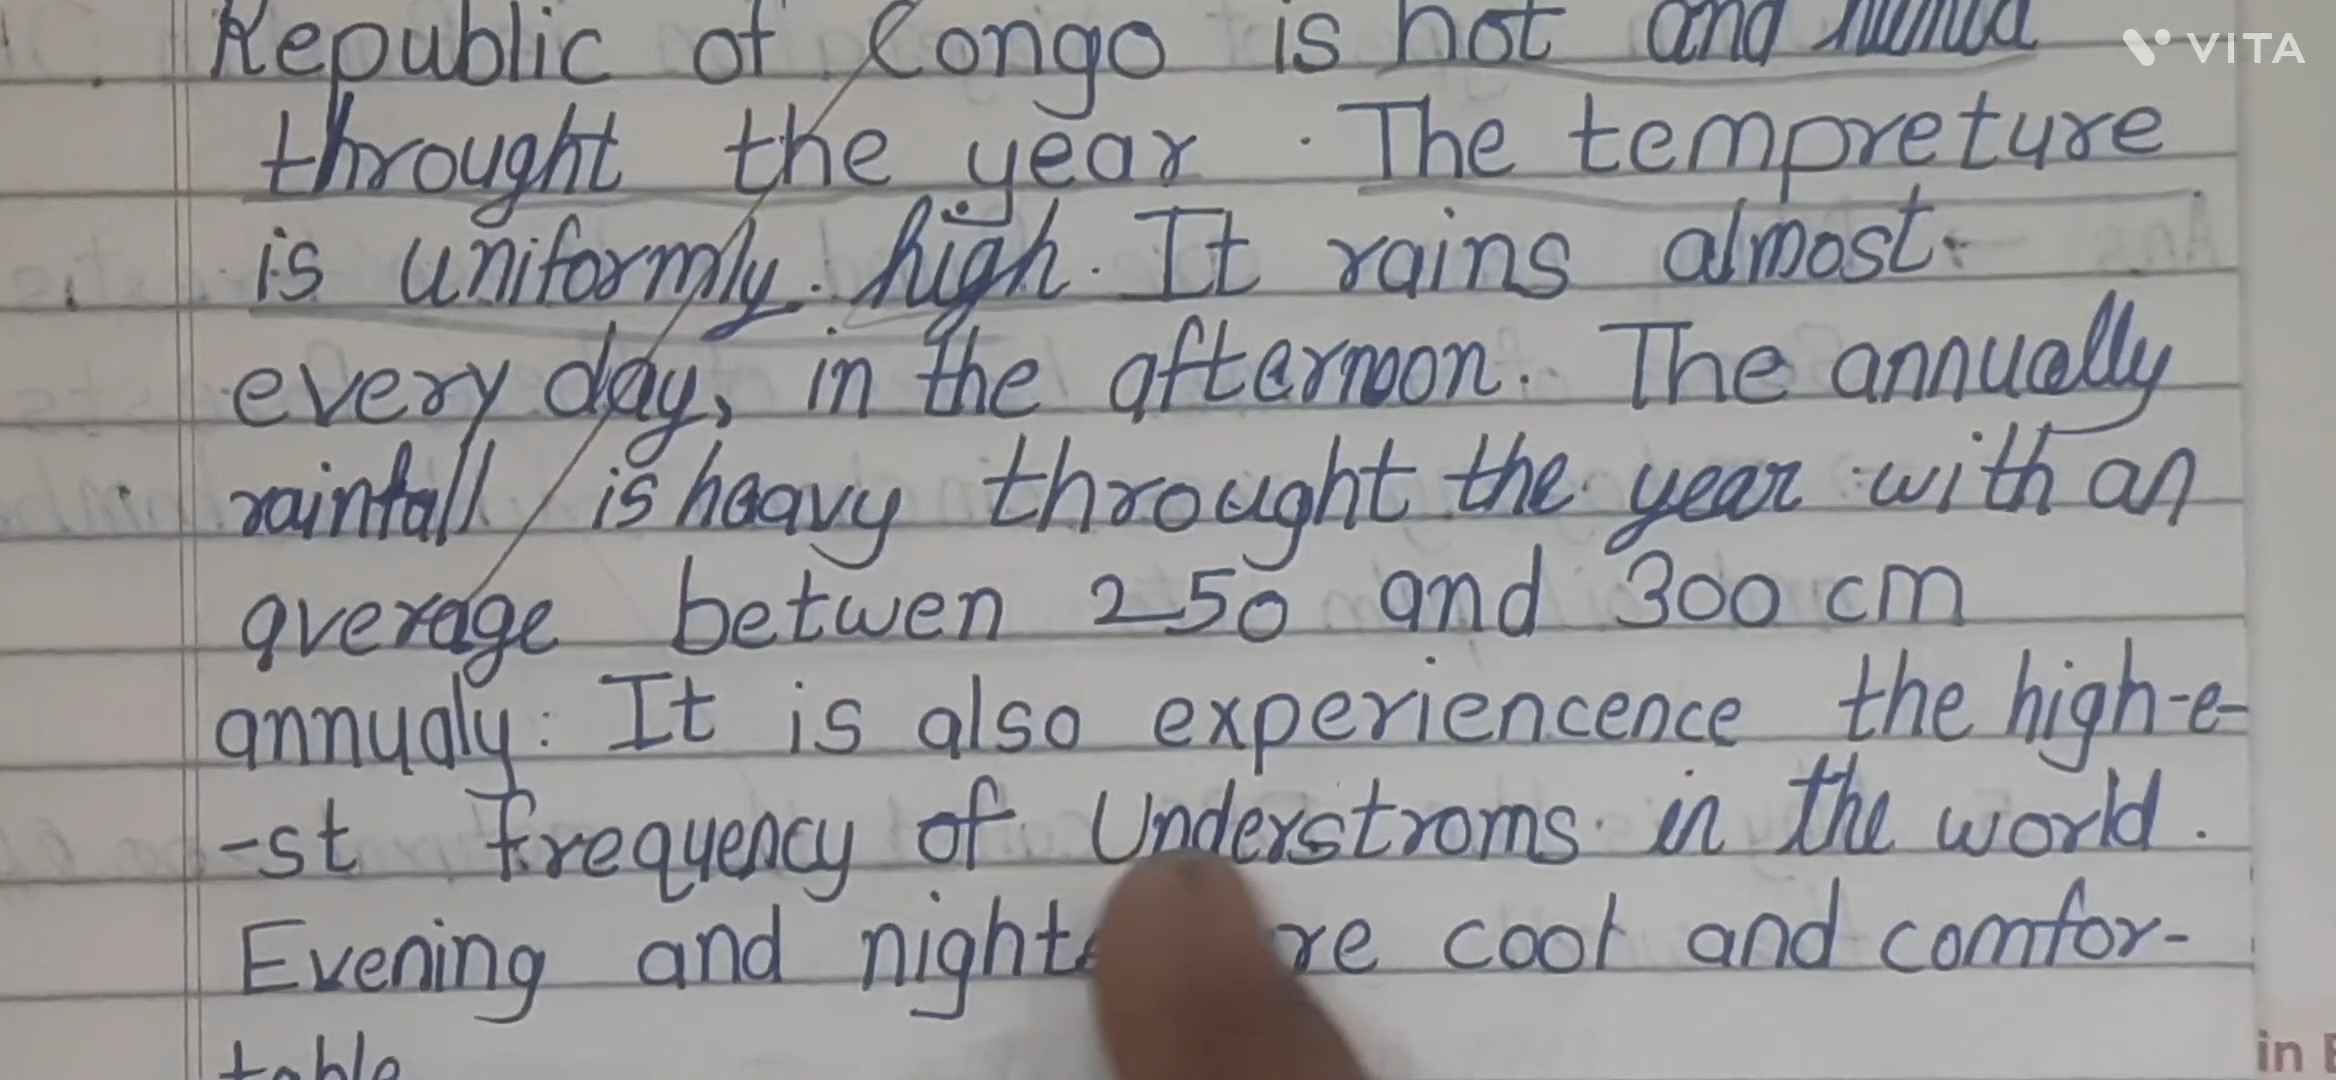 Republic of Congo is hot and humid
VITA
throught the year. The tempreture
is uniformly high. It rains almost
every day, in the afternoon. The annually
rainfall is heavy throught the year with an
average betwen 250 and 300 cm
annualy. It is also experiencence the high-e-
-st frequency of Understroms in the world.
Evening and cool and comfor-
table
in